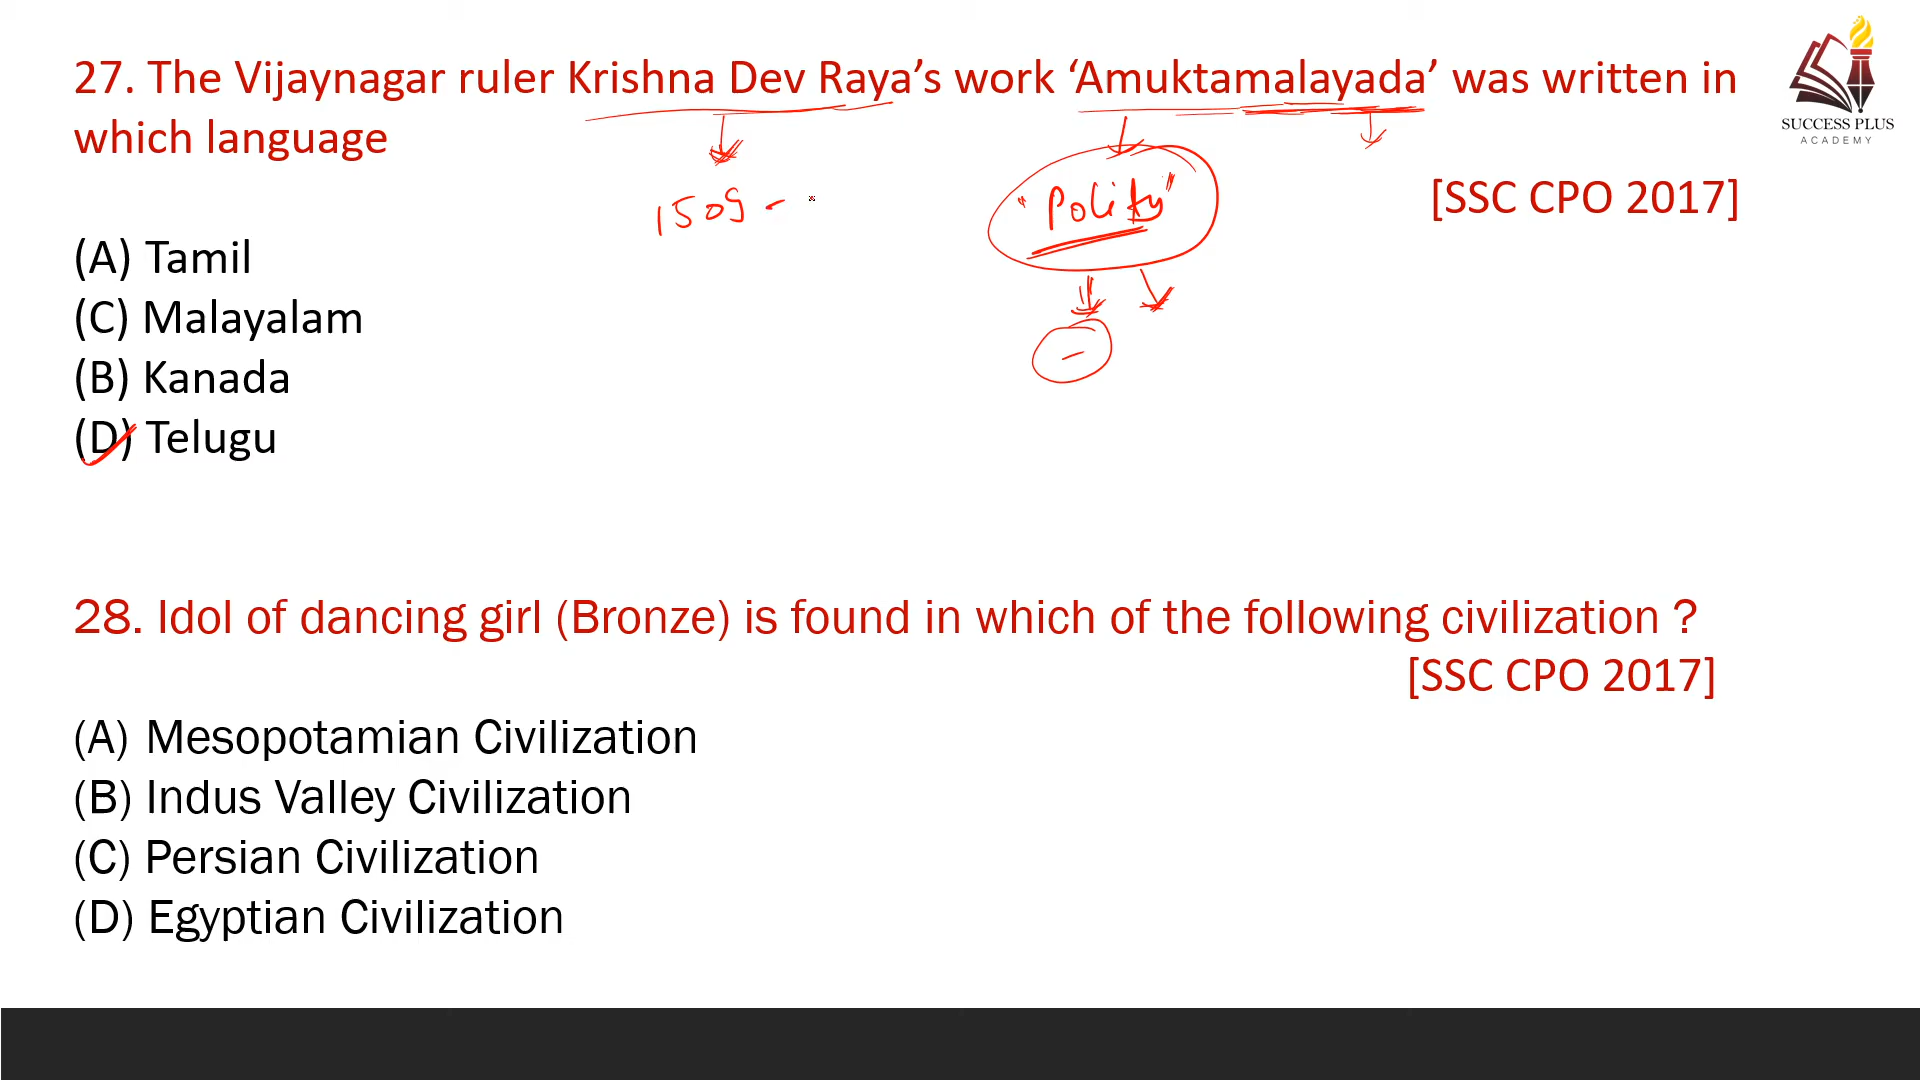 27. The Vijaynagar ruler Krishna Dev Raya’s work ‘Amuktamalayada’ was written in
which language
SUCCESS PLUS
ACADEMY
1509 -
"Polity"
[SSC CPO 2017]
(A) Tamil
(C) Malayalam
(B) Kanada
(D) Telugu
28. Idol of dancing girl (Bronze) is found in which of the following civilization ?
[SSC CPO 2017]
(A) Mesopotamian Civilization
(B) Indus Valley Civilization
(C) Persian Civilization
(D) Egyptian Civilization